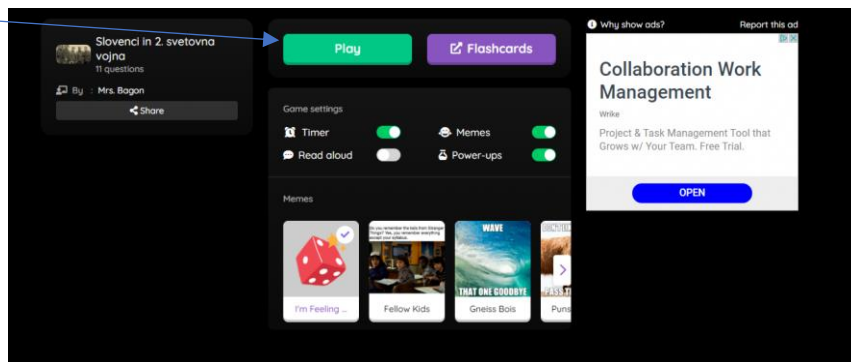 Slovenci in 2. svetovna
vojna
11 questions
By : Mrs. Bagon
Share
Play
Flashcards
Game settings
Timer
Memes
Read aloud
Power-ups
Memes
I'm Feeling ...
Fellow Kids
WAVE
THAT ONE GOODBYE
Gneiss Bois
Puns
Why show ads?
Report this ad
Collaboration Work
Management
Wrike
Project & Task Management Tool that
Grows w/ Your Team. Free Trial.
OPEN